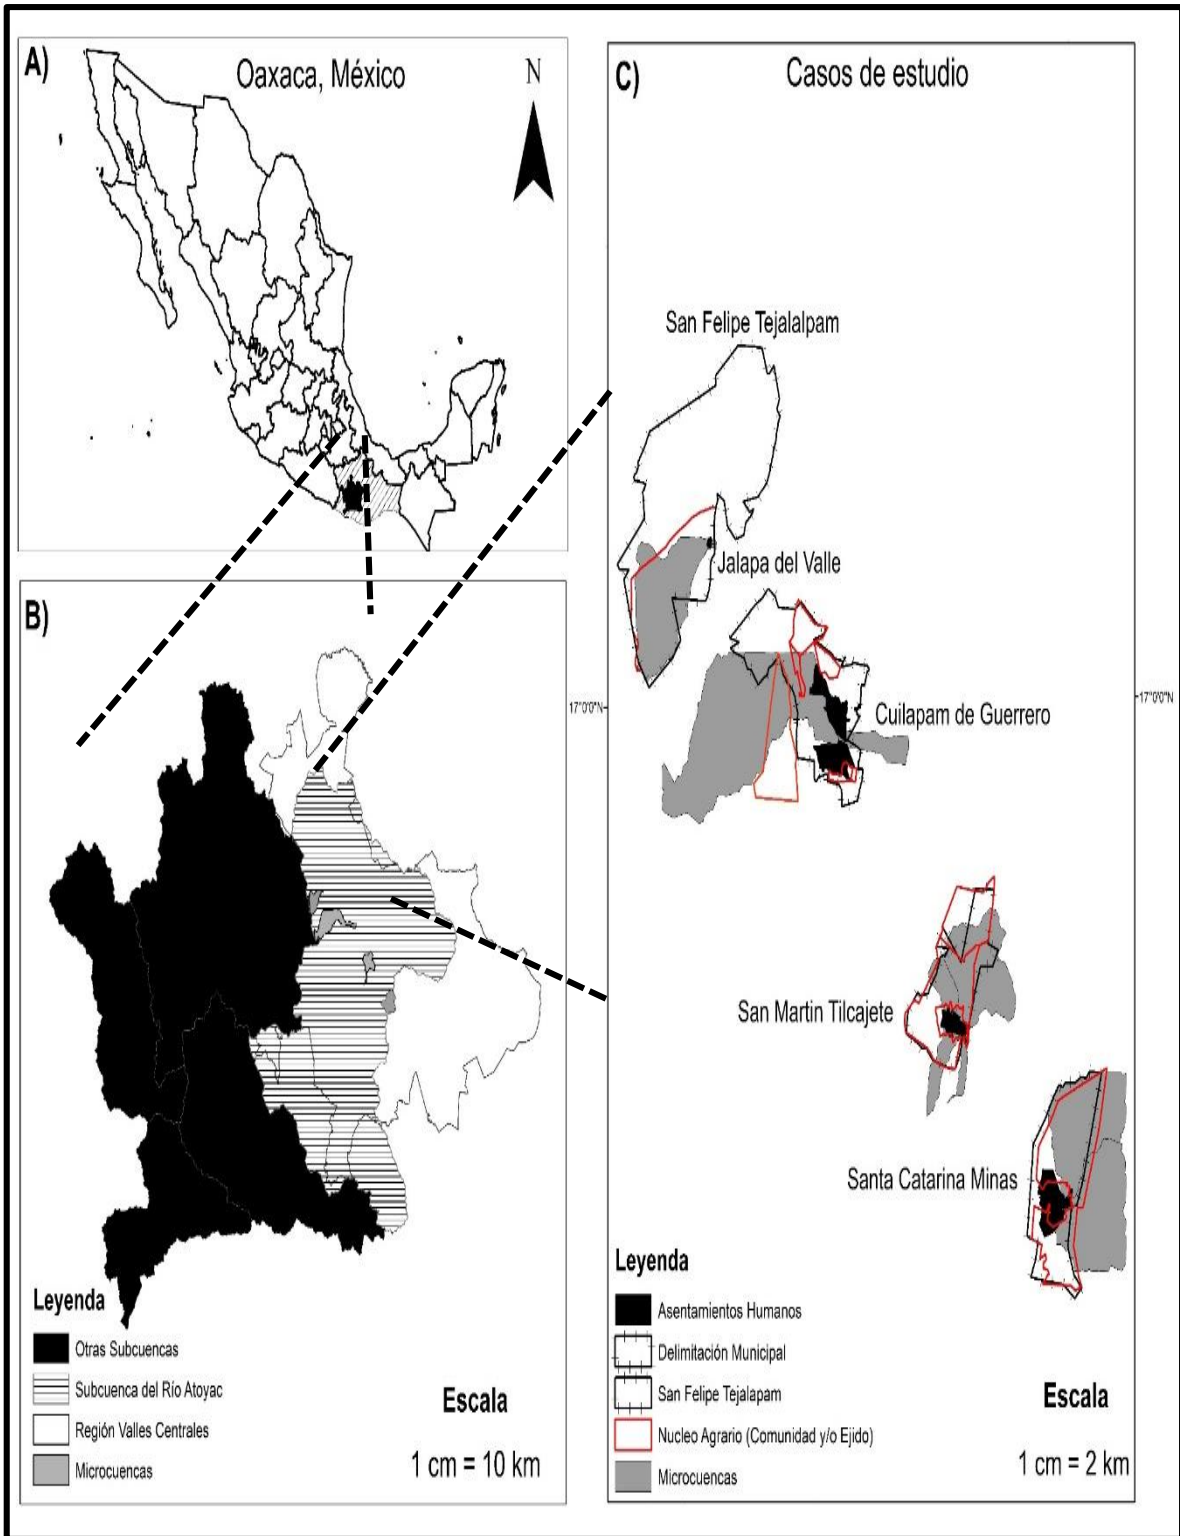 A)
Oaxaca, México
N
B)
Leyenda
Otras Subcuencas
Subcuenca del Río Atoyac
Región Valles Centrales
Microcuencas
Escala
1 cm = 10 km
C)
Casos de estudio
San Felipe Tejalalpam
Jalapa del Valle
17°0'0"N
17°0'0"N
Cuilapam de Guerrero
San Martin Tilcajete
Santa Catarina Minas
Leyenda
Asentamientos Humanos
Delimitación Municipal
San Felipe Tejalapam
Nucleo Agrario (Comunidad y/o Ejido)
Microcuencas
Escala
1 cm = 2 km